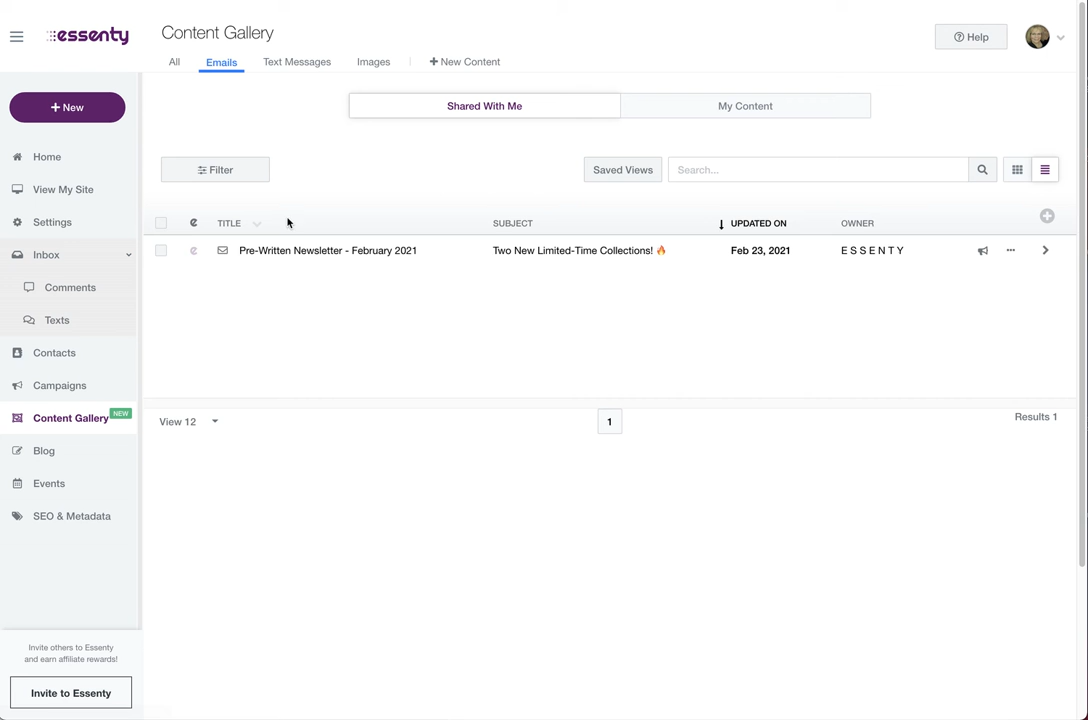 essenty
Content Gallery
Help
All
Emails
Text Messages
Images
New Content
New
Shared With Me
My Content
Home
View My Site
Settings
Inbox
Comments
Texts
Contacts
Campaigns
Content Gallery NEW
Blog
Events
SEO & Metadata
Filter
Saved Views
Search...
TITLE
SUBJECT
UPDATED ON
OWNER
Pre-Written Newsletter - February 2021
Two New Limited-Time Collections! 🔥
Feb 23, 2021
E S S E N T Y
View 12
1
Results 1
Invite others to Essenty
and earn affiliate rewards!
Invite to Essenty